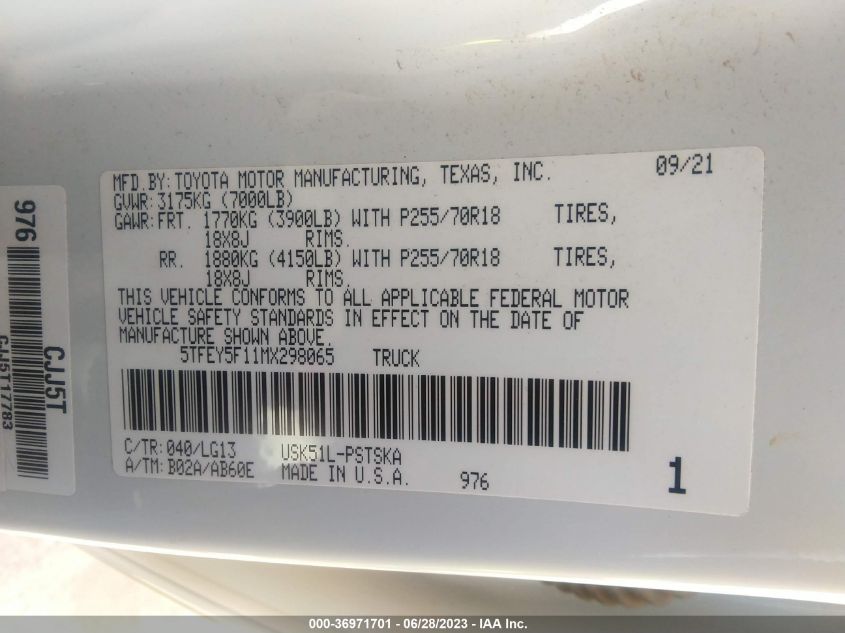 MFD BY: TOYOTA MOTOR MANUFACTURING, TEXAS, INC. 09/21
GVWR: 3175KG (7000LB)
GAWR: FRT. 1770KG (3900LB) WITH P255/70R18 TIRES,
18X8J RIMS.
RR. 1880KG (4150LB) WITH P255/70R18 TIRES,
18X8J RIMS.
THIS VEHICLE CONFORMS TO ALL APPLICABLE FEDERAL MOTOR
VEHICLE SAFETY STANDARDS IN EFFECT ON THE DATE OF
MANUFACTURE SHOWN ABOVE.
5TFEY5F11MX298065 TRUCK
C/TR: 040/LG13 USK51L-PSTSKA
A/TM: B02A/AB60E MADE IN U.S.A. 976 1
976
CJJ5T
CJJ5T17783
000-36971701 / 06/28/2023 - IAA Inc.